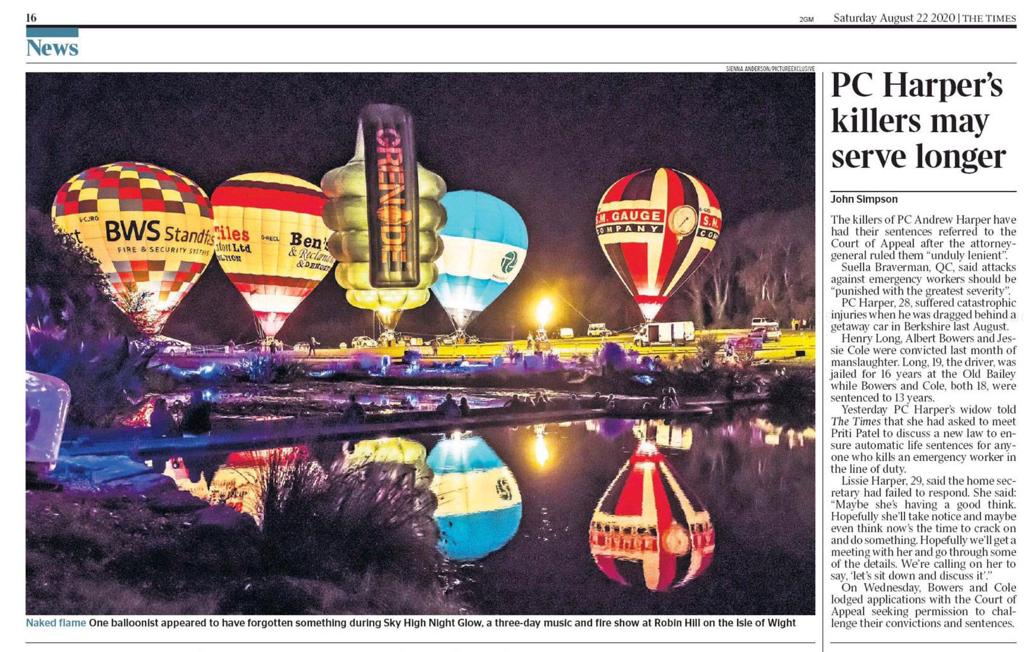 16
2GM
Saturday August 22 2020 | THE TIMES
News
SIENNA ANDERSON/PICTUREEXCLUSIVE
G-CJRG
BWS Standfast
FIRE & SECURITY SYSTEMS
Tiles
Ltd
G-RECL
Ben's
& Reclamation
GRENADE
S.M. GAUGE
COMPANY
S.M.
CO
Naked flame One balloonist appeared to have forgotten something during Sky High Night Glow, a three-day music and fire show at Robin Hill on the Isle of Wight
PC Harper's
killers may
serve longer
John Simpson
The killers of PC Andrew Harper have
had their sentences referred to the
Court of Appeal after the attorney-
general ruled them “unduly lenient”.
Suella Braverman, QC, said attacks
against emergency workers should be
“punished with the greatest severity”.
PC Harper, 28, suffered catastrophic
injuries when he was dragged behind a
getaway car in Berkshire last August.
Henry Long, Albert Bowers and Jes-
sie Cole were convicted last month of
manslaughter. Long, 19, the driver, was
jailed for 16 years at the Old Bailey
while Bowers and Cole, both 18, were
sentenced to 13 years.
Yesterday PC Harper's widow told
The Times that she had asked to meet
Priti Patel to discuss a new law to en-
sure automatic life sentences for any-
one who kills an emergency worker in
the line of duty.
Lissie Harper, 29, said the home sec-
retary had failed to respond. She said:
“Maybe she's having a good think.
Hopefully she'll take notice and maybe
even think now's the time to crack on
and do something. Hopefully we'll get a
meeting with her and go through some
of the details. We're calling on her to
say, ‘let's sit down and discuss it’.”
On Wednesday, Bowers and Cole
lodged applications with the Court of
Appeal seeking permission to chal-
lenge their convictions and sentences.